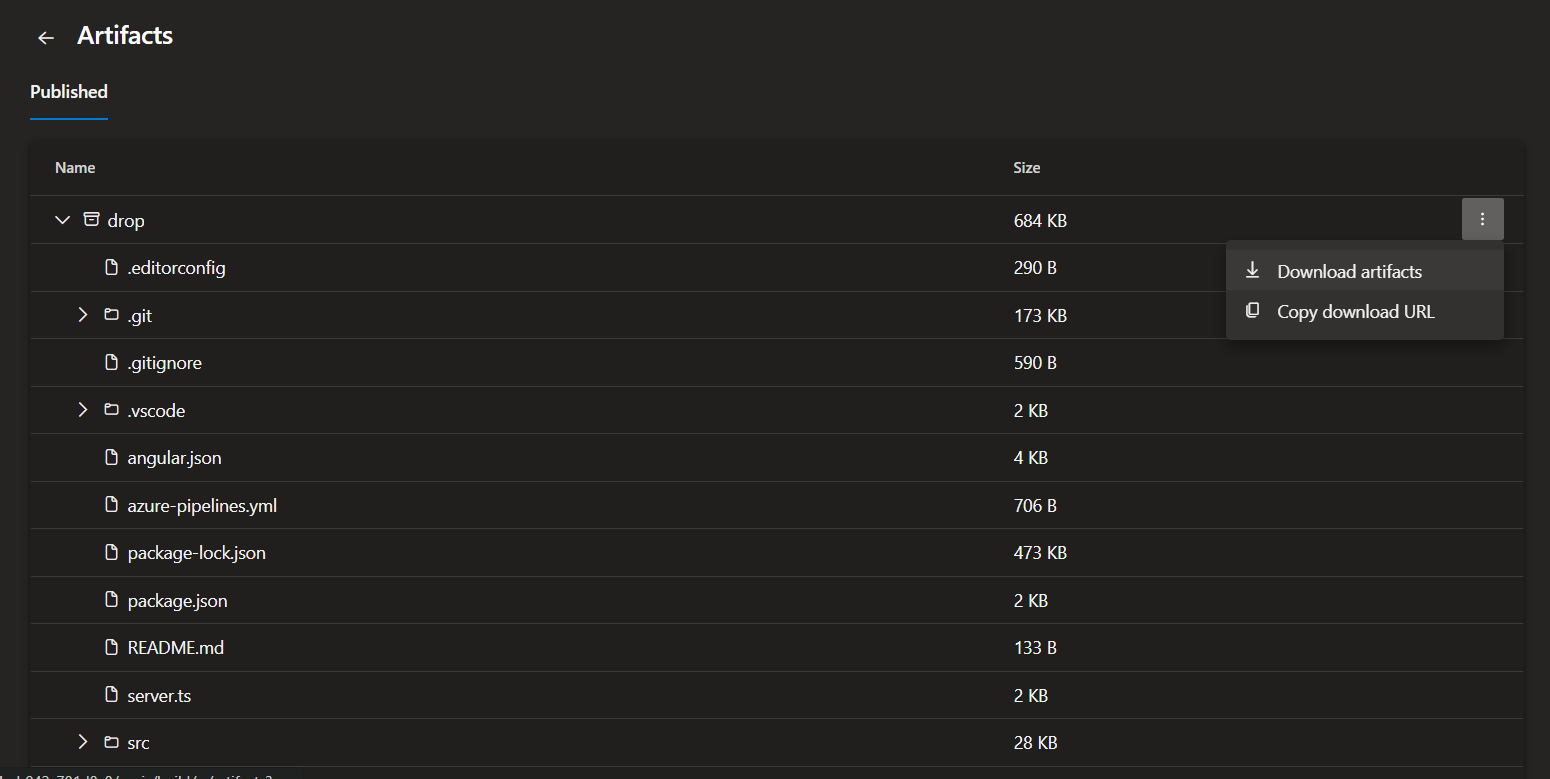 Artifacts
Published
Name Size
drop 684 KB
.editorconfig 290 B
Download artifacts
.git 173 KB
Copy download URL
.gitignore 590 B
.vscode 2 KB
angular.json 4 KB
azure-pipelines.yml 706 B
package-lock.json 473 KB
package.json 2 KB
README.md 133 B
server.ts 2 KB
src 28 KB